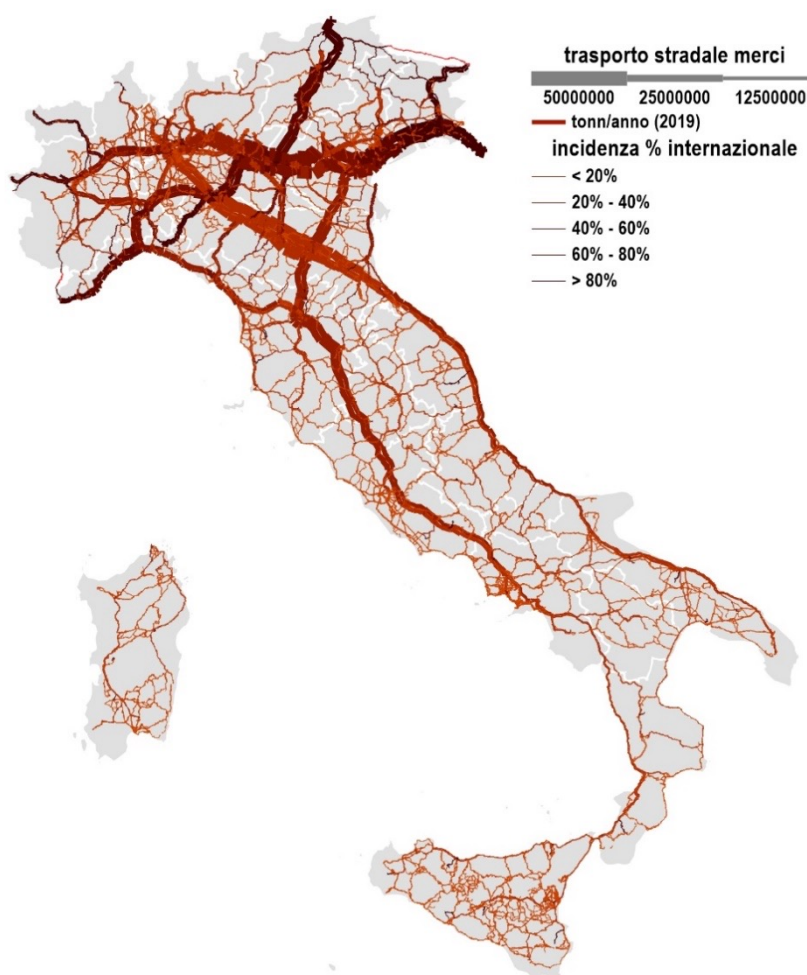 trasporto stradale merci
50000000 25000000 12500000
tonn/anno (2019)
incidenza % internazionale
< 20%
20% - 40%
40% - 60%
60% - 80%
> 80%